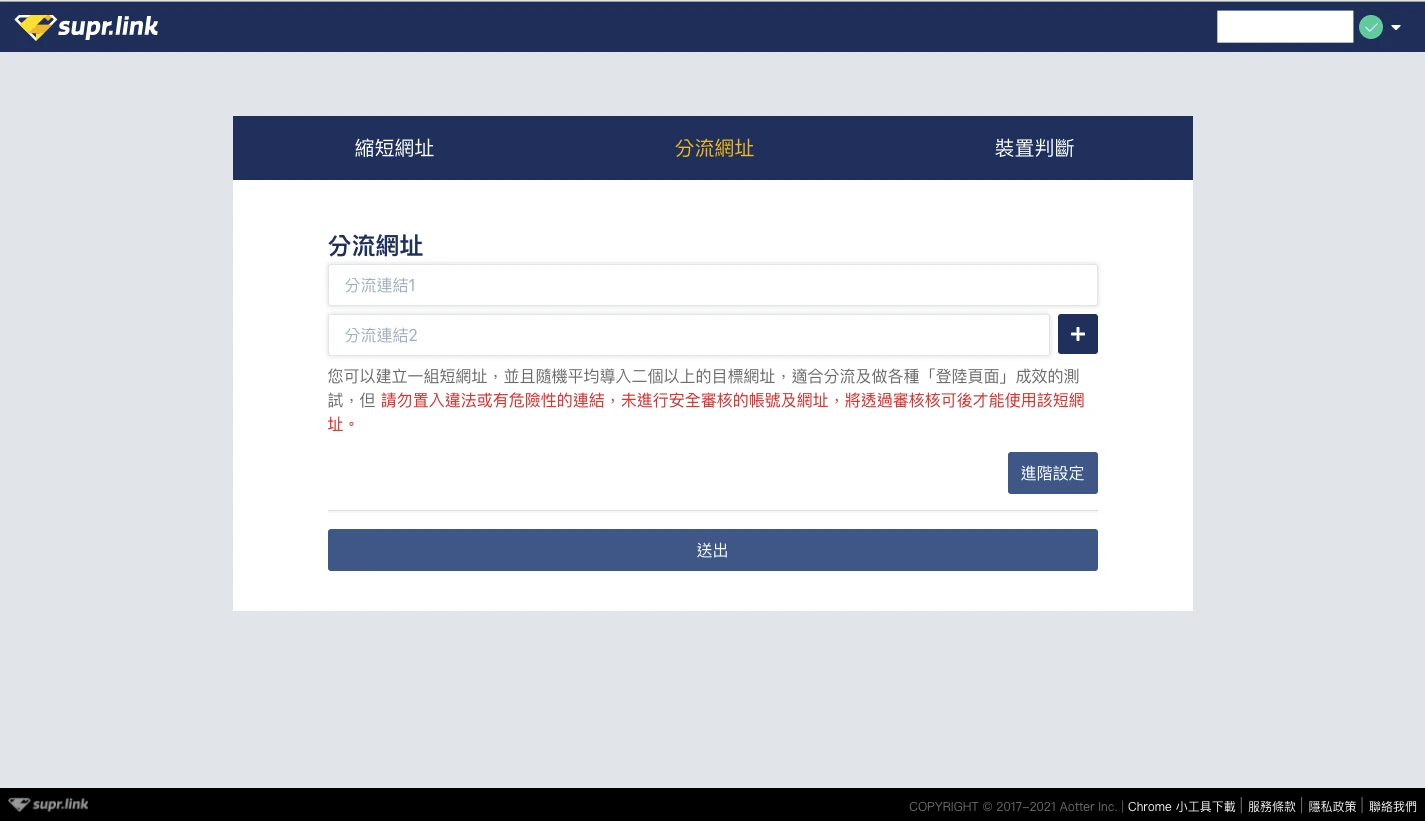 supr.link
縮短網址
分流網址
裝置判斷
分流網址
分流連結1
分流連結2
+
您可以建立一組短網址，並且隨機平均導入二個以上的目標網址，適合分流及做各種「登陸頁面」成效的測
試，但 請勿置入違法或有危險性的連結，未進行安全審核的帳號及網址，將透過審核核可後才能使用該短網
址。
進階設定
送出
supr.link
COPYRIGHT © 2017-2021 Aotter Inc. | Chrome 小工具下載 | 服務條款 | 隱私政策 | 聯絡我們